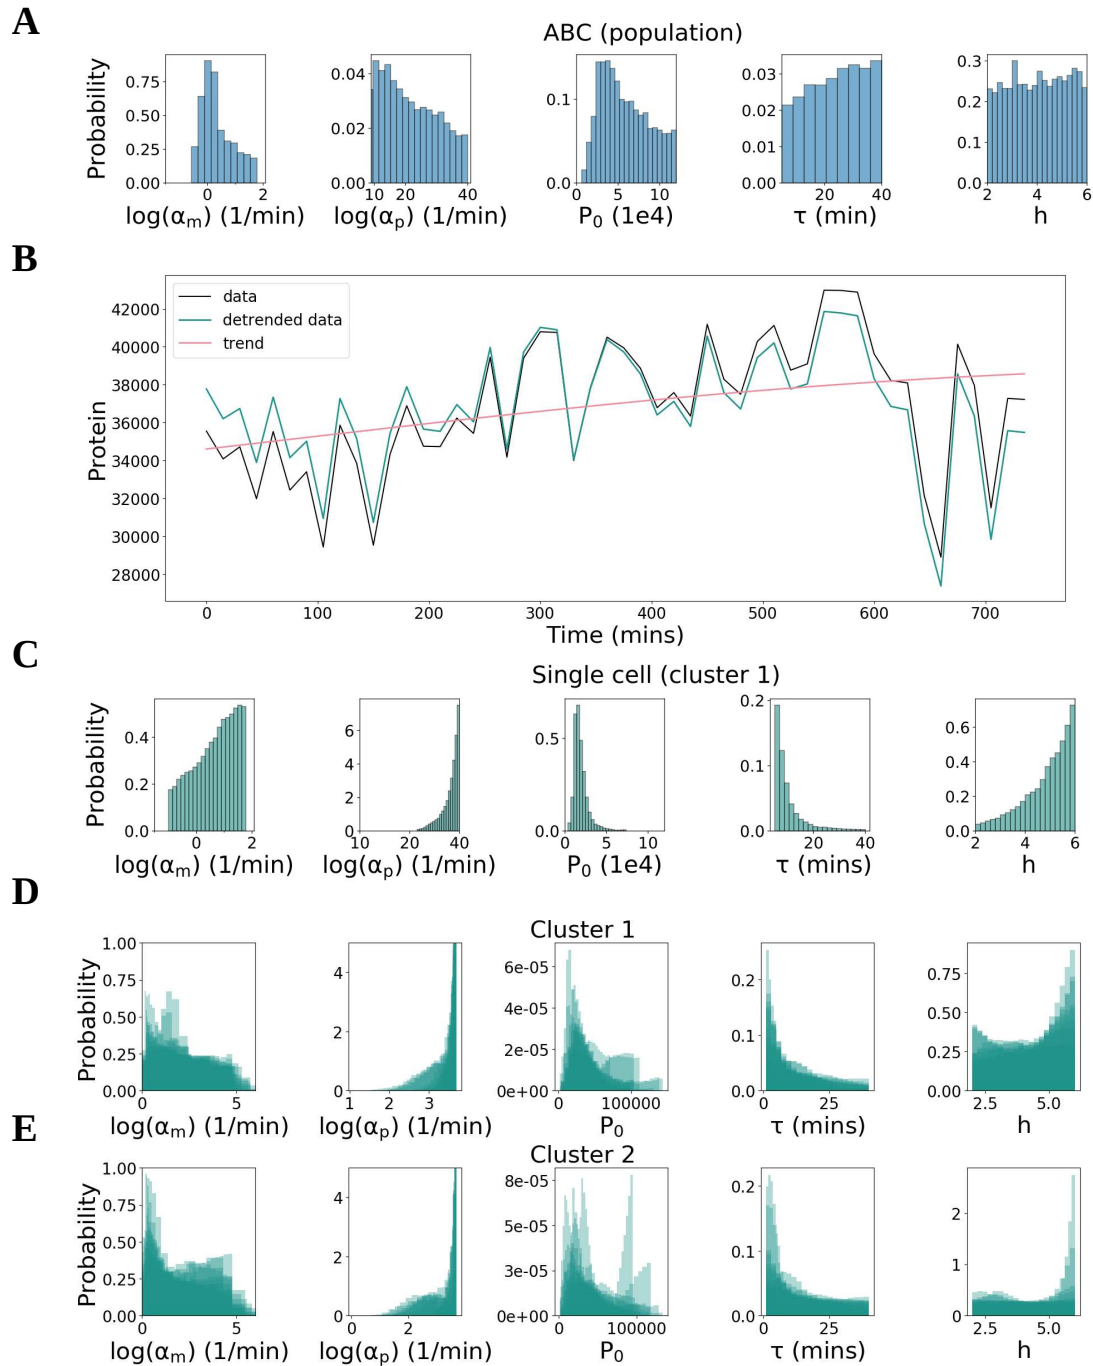 A
ABC (population)
Probability
0.75
0.50
0.25
0.00
0 2
log(αm) (1/min)
0.04
0.02
0.00
10 20 40
log(αp) (1/min)
0.1
0.0
0 5 10
P0 (1e4)
0.03
0.02
0.01
0.00
20 40
τ (min)
0.3
0.2
0.1
0.0
2 4 6
h
B
data
detrended data
trend
Protein
42000
40000
38000
36000
34000
32000
30000
28000
0 100 200 300 400 500 600 700
Time (mins)
C
Single cell (cluster 1)
Probability
0.4
0.2
0.0
0 2
log(αm) (1/min)
6
4
2
0
10 20 40
log(αp) (1/min)
0.5
0.0
0 5 10
P0 (1e4)
0.2
0.1
0.0
20 40
τ (mins)
0.6
0.4
0.2
0.0
2 4 6
h
D
Cluster 1
Probability
1.00
0.75
0.50
0.25
0.00
0 5
log(αm) (1/min)
4
2
0
1 2 3
log(αp) (1/min)
6e-05
4e-05
2e-05
0e+00
0 100000
P0
0.2
0.1
0.0
0 25
τ (mins)
0.75
0.50
0.25
0.00
2.5 5.0
h
E
Cluster 2
Probability
1.00
0.75
0.50
0.25
0.00
0 5
log(αm) (1/min)
4
2
0
0 2
log(αp) (1/min)
8e-05
5e-05
3e-05
0e+00
0 100000
P0
0.2
0.1
0.0
0 25
τ (mins)
2
1
0
2.5 5.0
h